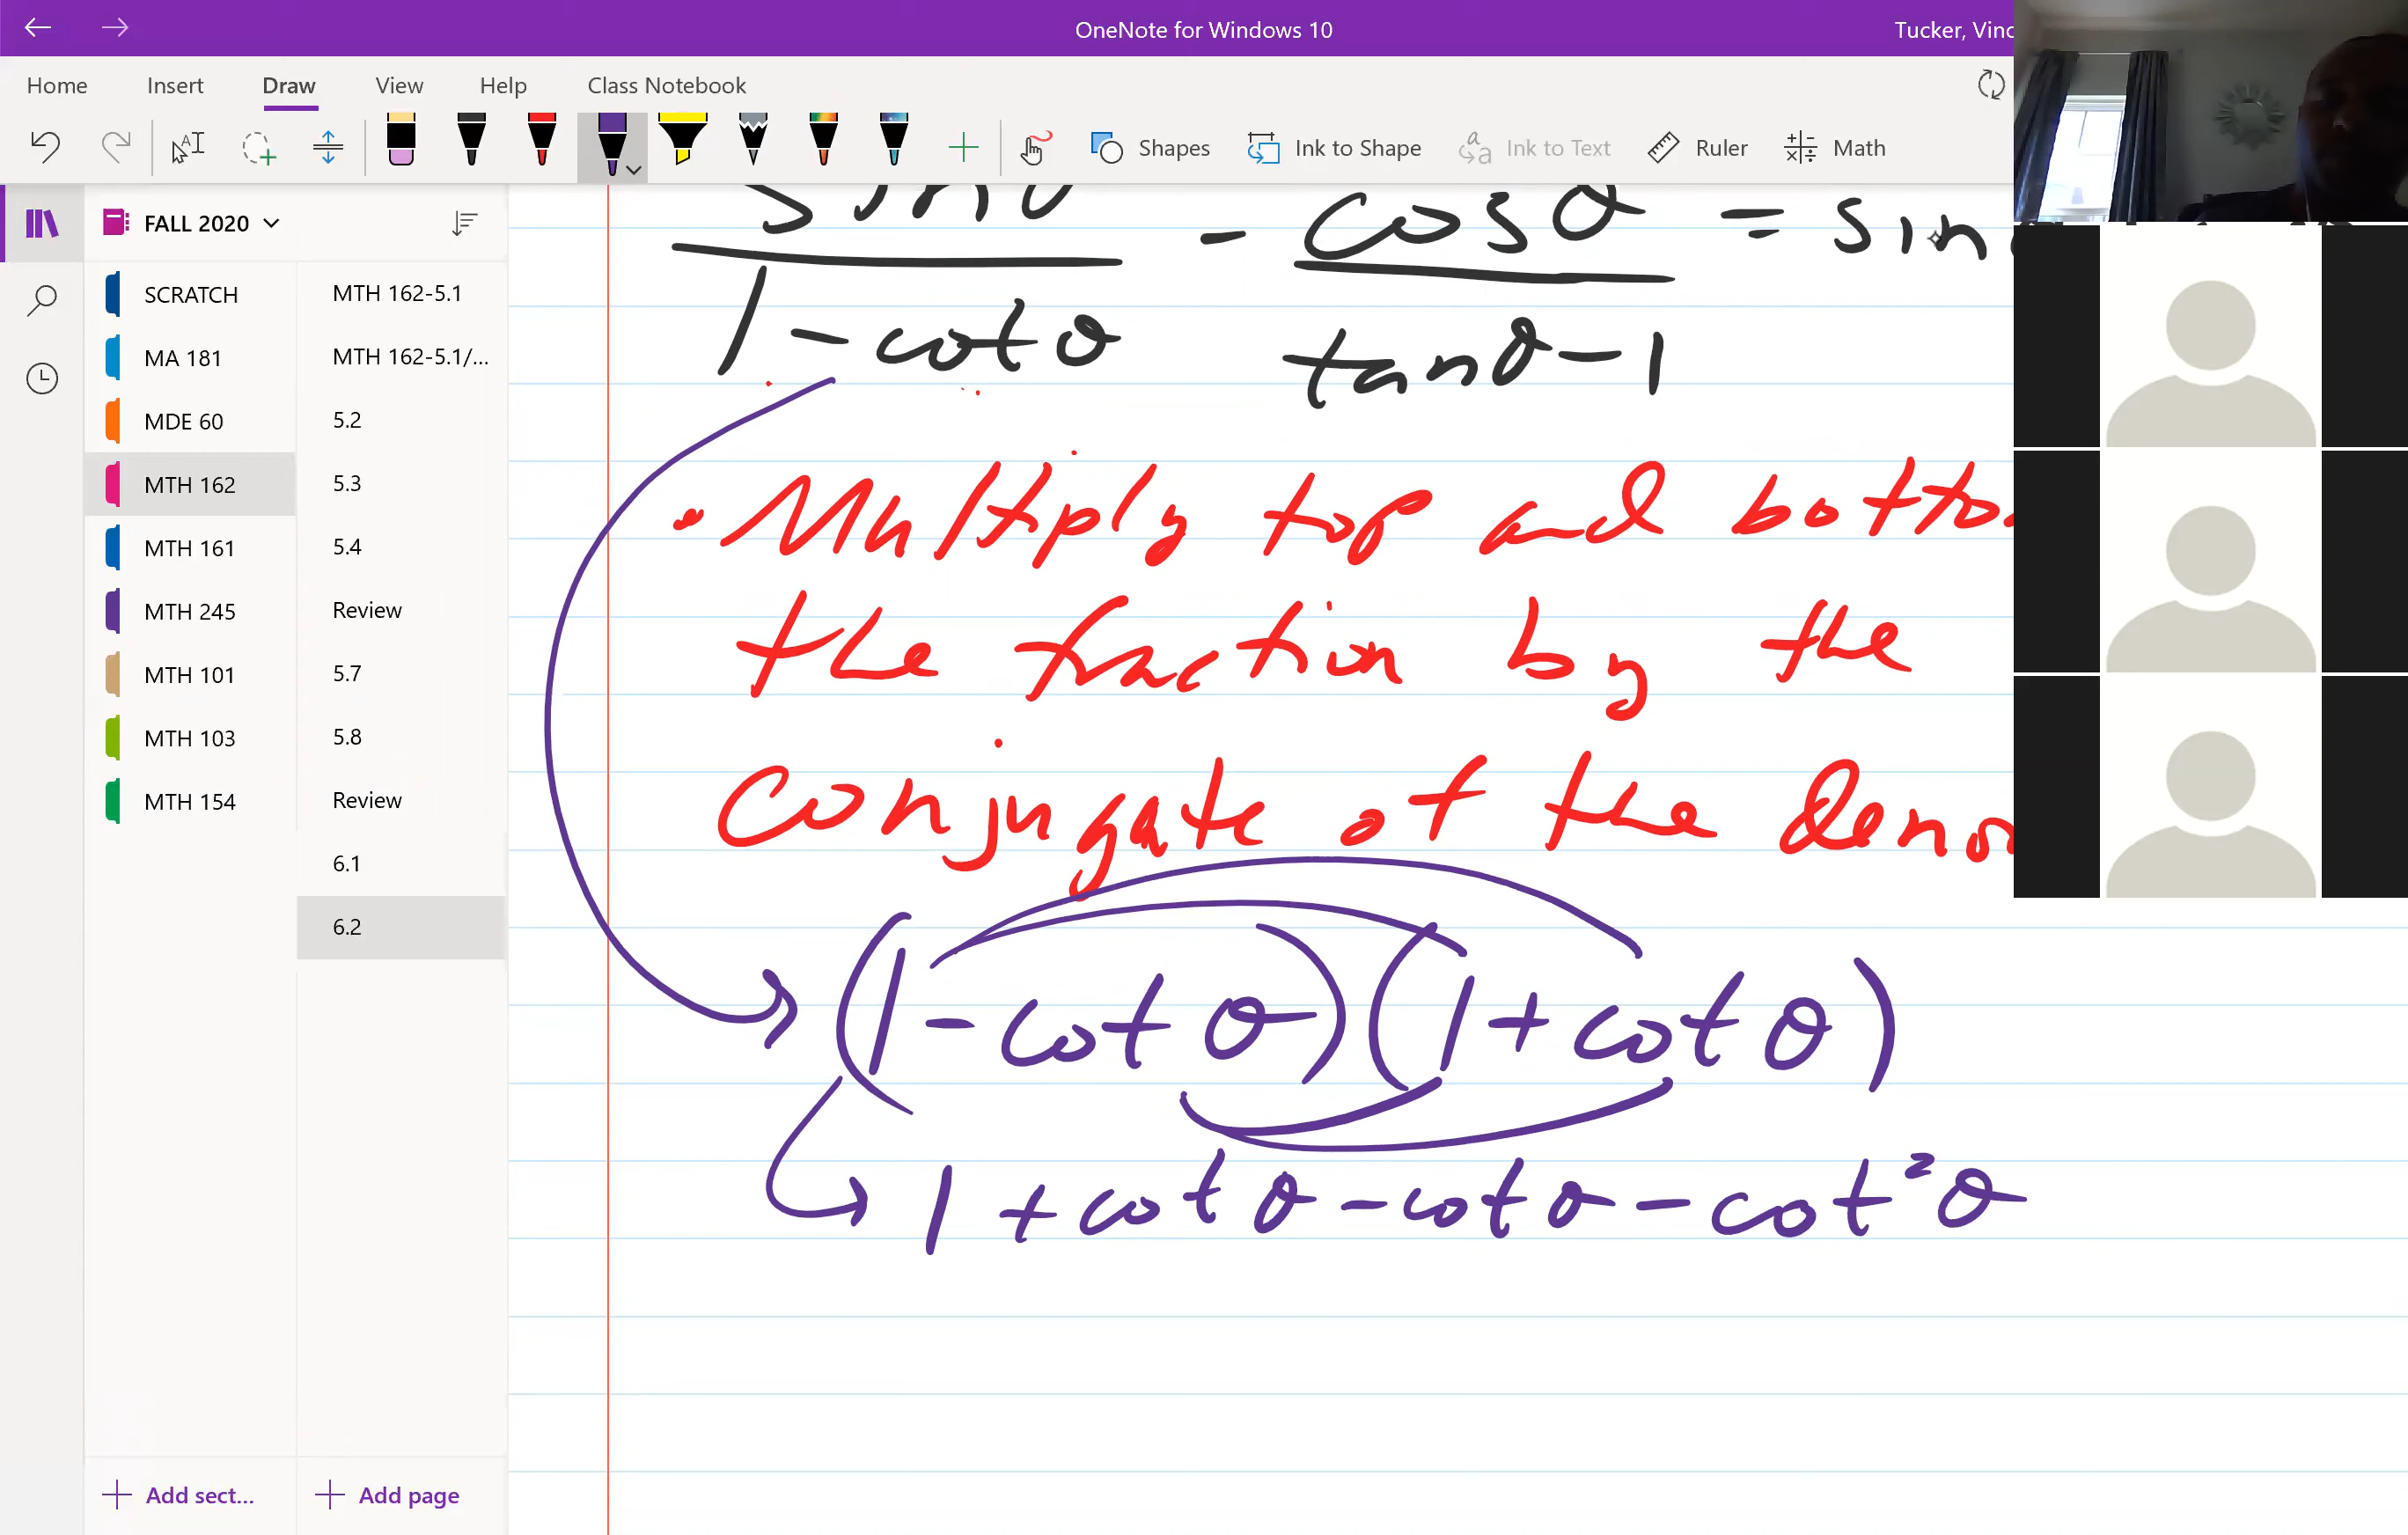 OneNote for Windows 10
Tucker, Vinc
Home Insert Draw View Help Class Notebook
Shapes Ink to Shape Ink to Text Ruler Math
FALL 2020
SCRATCH
MA 181
MDE 60
MTH 162
MTH 161
MTH 245
MTH 101
MTH 103
MTH 154
Add sect...
MTH 162-5.1
MTH 162-5.1/...
5.2
5.3
5.4
Review
5.7
5.8
Review
6.1
6.2
Add page
sinθ/(1 - cotθ) - cosθ/(tanθ - 1) = sin
• Multiply top and botto
the fraction by the
conjugate of the deno
(1 - cot θ)(1 + cot θ)
1 + cot θ - cot θ - cot²θ